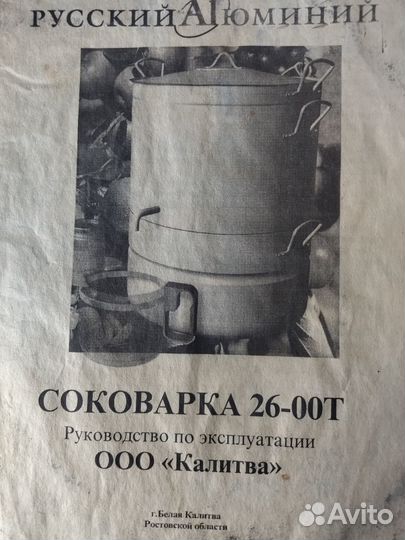 РУССКИЙ АЛЮМИНИЙ
СОКОВАРКА 26-00Т
Руководство по эксплуатации
ООО «Калитва»
г.Белая Калитва
Ростовской области
Avito